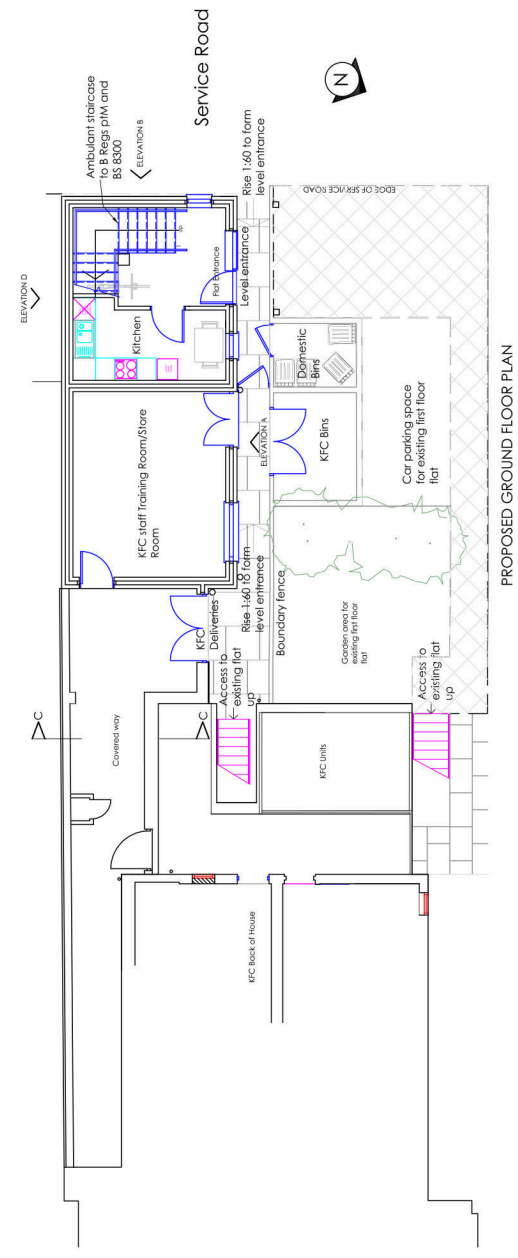 Service Road
N
Ambulant staircase
to B Regs ptM and
BS 8300
ELEVATION B
ELEVATION D
Rise 1:60 to form
level entrance
EDGE OF SERVICE ROAD
Level entrance
Flat Entrance
Kitchen
Domestic
Bins
KFC staff Training Room/Store
Room
ELEVATION A
KFC Bins
Car parking space
for existing first floor
flat
KFC
Deliveries
Rise 1:60 to form
level entrance
Boundary fence
Garden area for
existing first floor
flat
Access to
existing flat
up
Access to
existing flat
up
C
C
Covered way
KFC Units
KFC Back of House
PROPOSED GROUND FLOOR PLAN